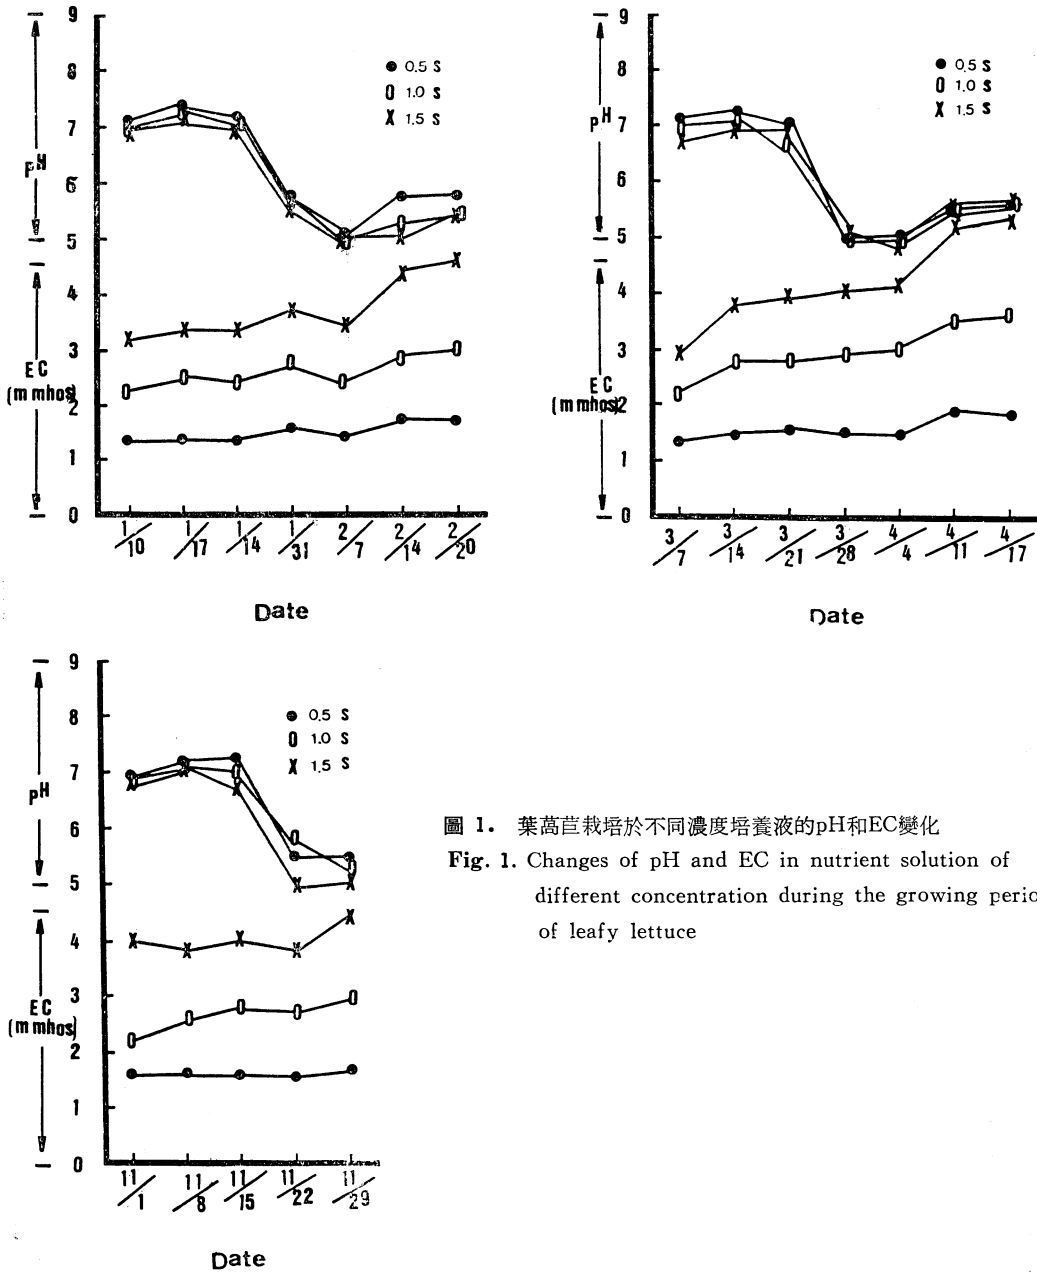 9
8
7
6
5
4
3
2
1
0
pH
EC
(m mhos)
0.5 S
1.0 S
1.5 S
1/10
1/17
1/14
1/31
2/7
2/14
2/20
Date
9
8
7
6
5
4
3
2
1
0
pH
EC
(m mhos)
0.5 S
1.0 S
1.5 S
3/7
3/14
3/21
3/28
4/4
4/11
4/17
Date
9
8
7
6
5
4
3
2
1
0
pH
EC
(m mhos)
0.5 S
1.0 S
1.5 S
11/1
11/8
11/15
11/22
11/29
Date
圖 1. 葉萵苣栽培於不同濃度培養液的pH和EC變化
Fig. 1. Changes of pH and EC in nutrient solution of
different concentration during the growing perio
of leafy lettuce